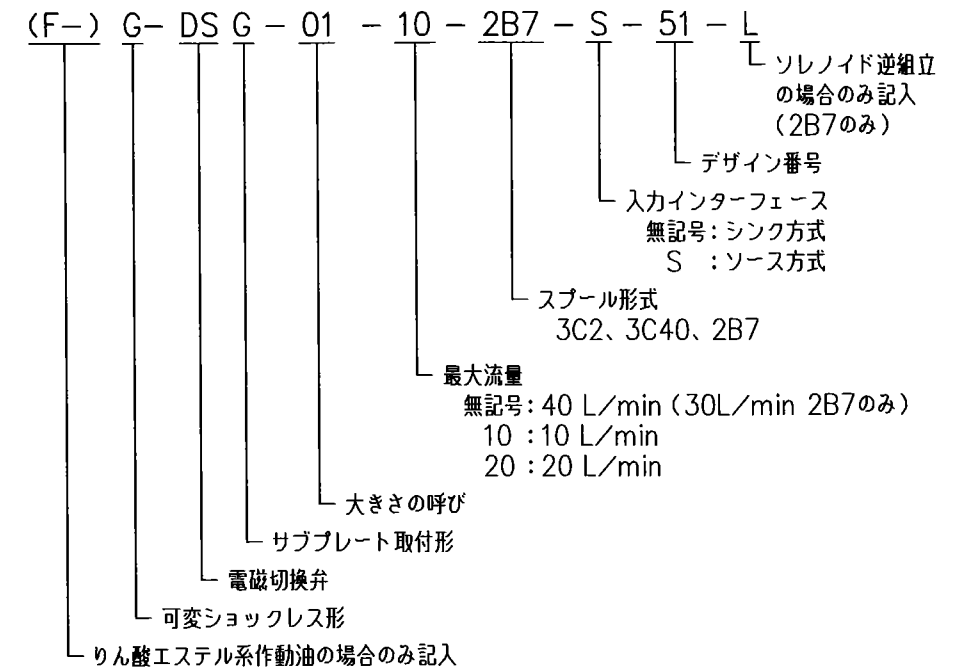 (F-) G- DS G - 01 - 10 - 2B7 - S - 51 - L
ソレノイド逆組立
の場合のみ記入
(2B7のみ)
デザイン番号
入力インターフェース
無記号:シンク方式
S :ソース方式
スプール形式
3C2、3C40、2B7
最大流量
無記号:40 L/min (30L/min 2B7のみ)
10 :10 L/min
20 :20 L/min
大きさの呼び
サブプレート取付形
電磁切換弁
可変ショックレス形
りん酸エステル系作動油の場合のみ記入